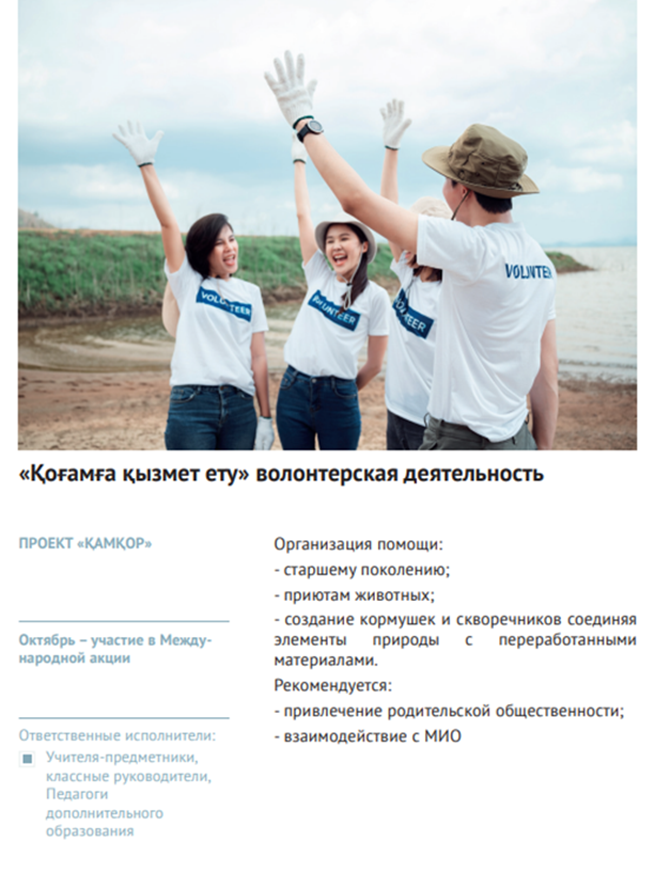 VOLUNTEER
VOLUNTEER
VOLUNTEER
VOLUNTEER
«Қоғамға қызмет ету» волонтерская деятельность
ПРОЕКТ «ҚАМҚОР»
Октябрь – участие в Между-
народной акции
Ответственные исполнители:
Учителя-предметники,
классные руководители,
Педагоги
дополнительного
образования
Организация помощи:
- старшему поколению;
- приютам животных;
- создание кормушек и скворечников соединяя
элементы природы с переработанными
материалами.
Рекомендуется:
- привлечение родительской общественности;
- взаимодействие с МИО